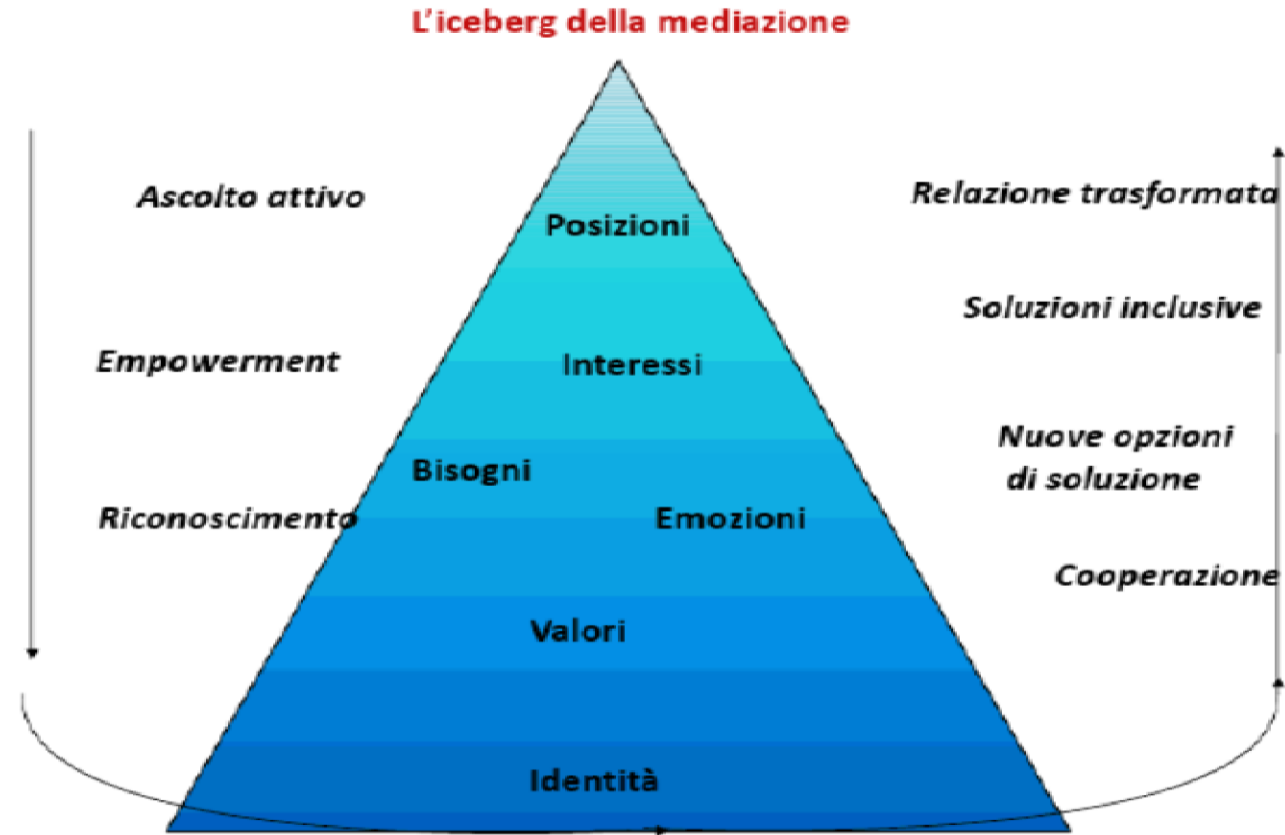 L'iceberg della mediazione
Ascolto attivo
Relazione trasformata
Posizioni
Soluzioni inclusive
Empowerment
Interessi
Nuove opzioni
di soluzione
Bisogni
Riconoscimento
Emozioni
Cooperazione
Valori
Identità